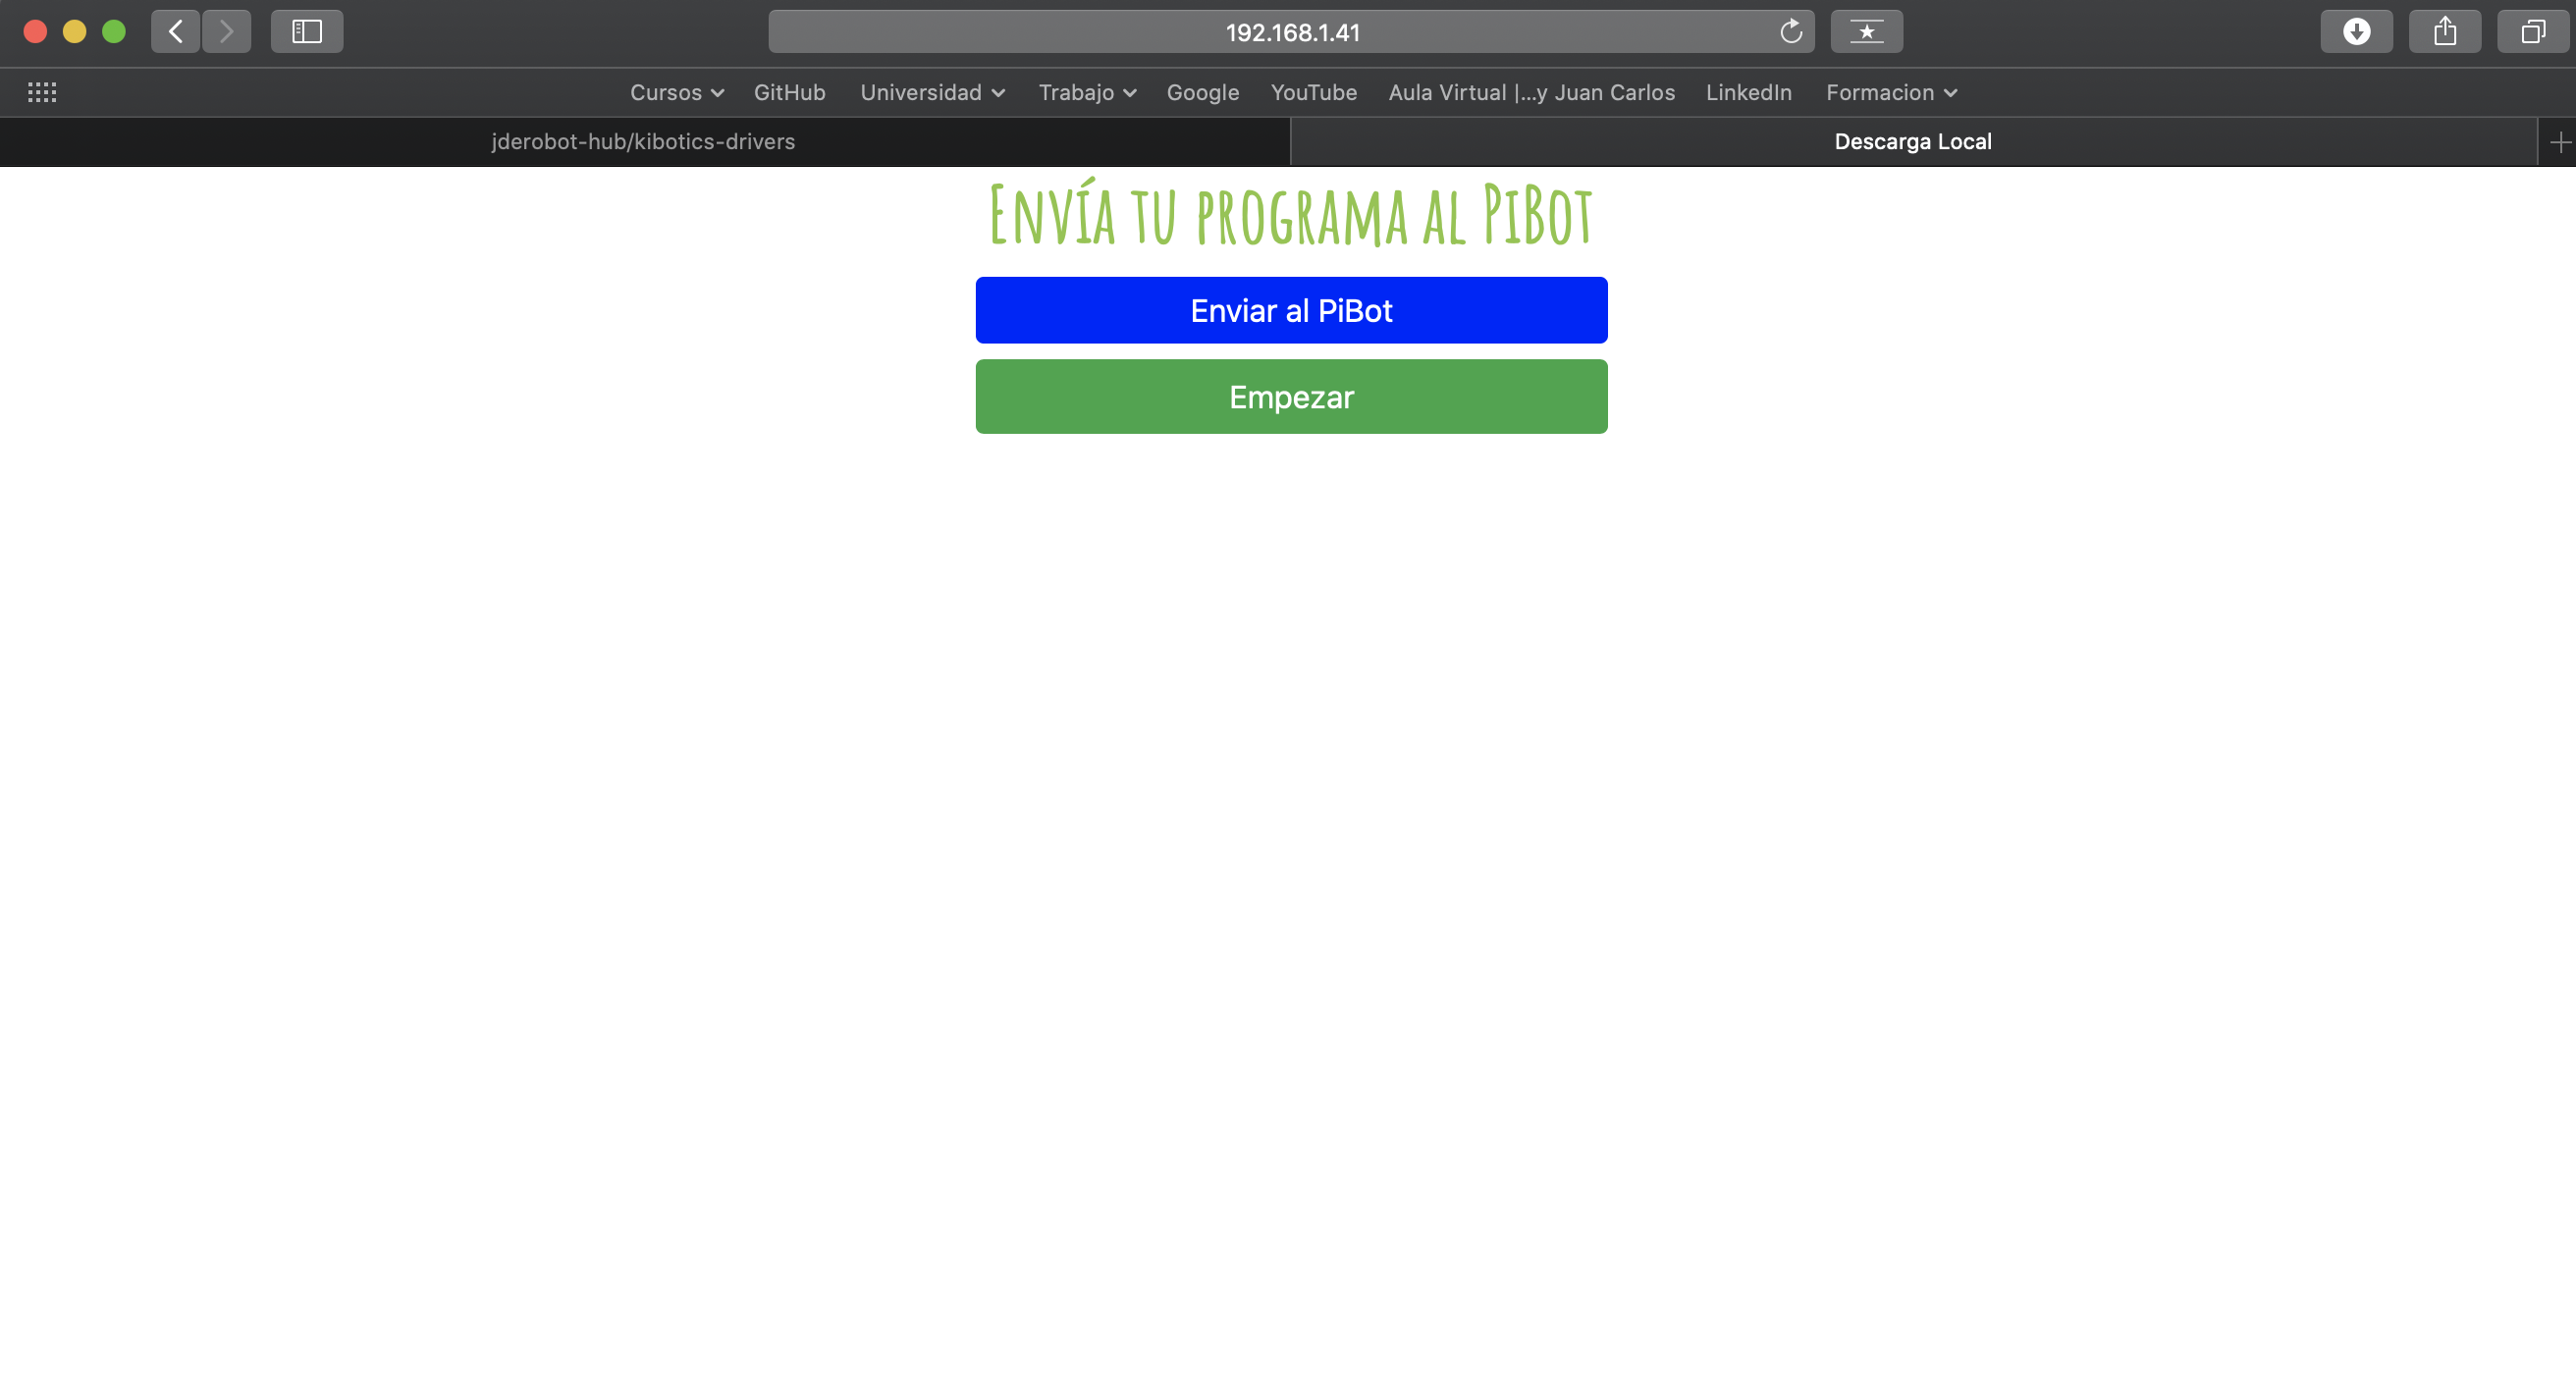 192.168.1.41
Cursos GitHub Universidad Trabajo Google YouTube Aula Virtual |...y Juan Carlos LinkedIn Formacion
jderobot-hub/kibotics-drivers Descarga Local
Envía tu programa al PiBot
Enviar al PiBot
Empezar